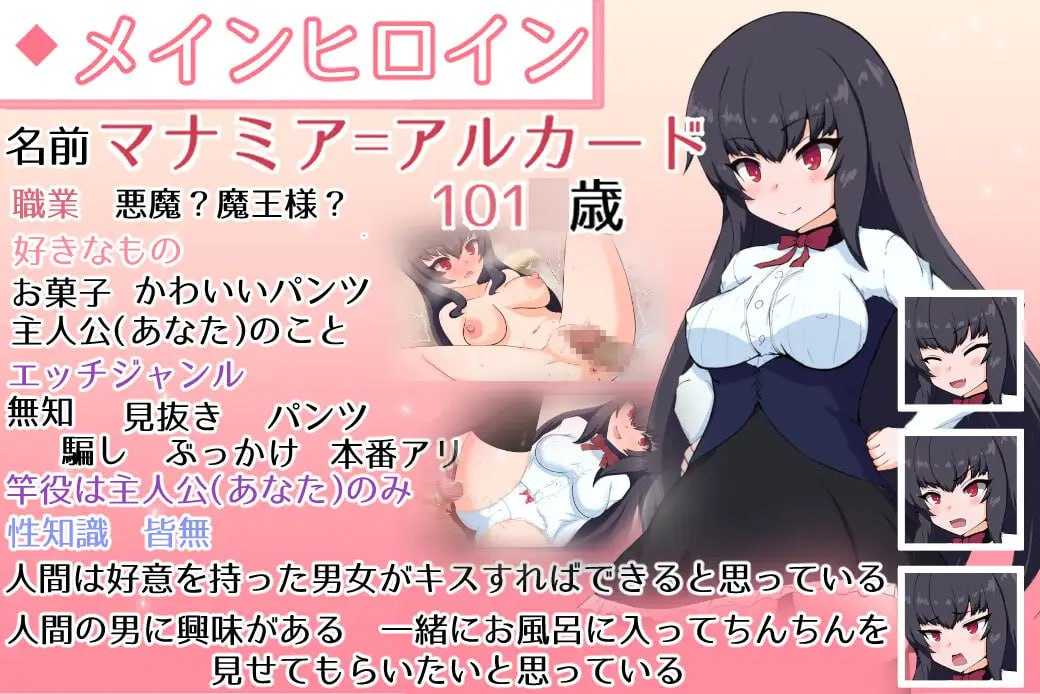 ◆メインヒロイン
名前 マナミア=アルカード
職業 悪魔？魔王様？ 101 歳
好きなもの
お菓子 かわいいパンツ
主人公(あなた)のこと
エッチジャンル
無知 見抜き パンツ
騙し ぶっかけ 本番アリ
竿役は主人公(あなた)のみ
性知識 皆無
人間は好意を持った男女がキスすればできると思っている
人間の男に興味がある 一緒にお風呂に入ってちんちんを
見せてもらいたいと思っている